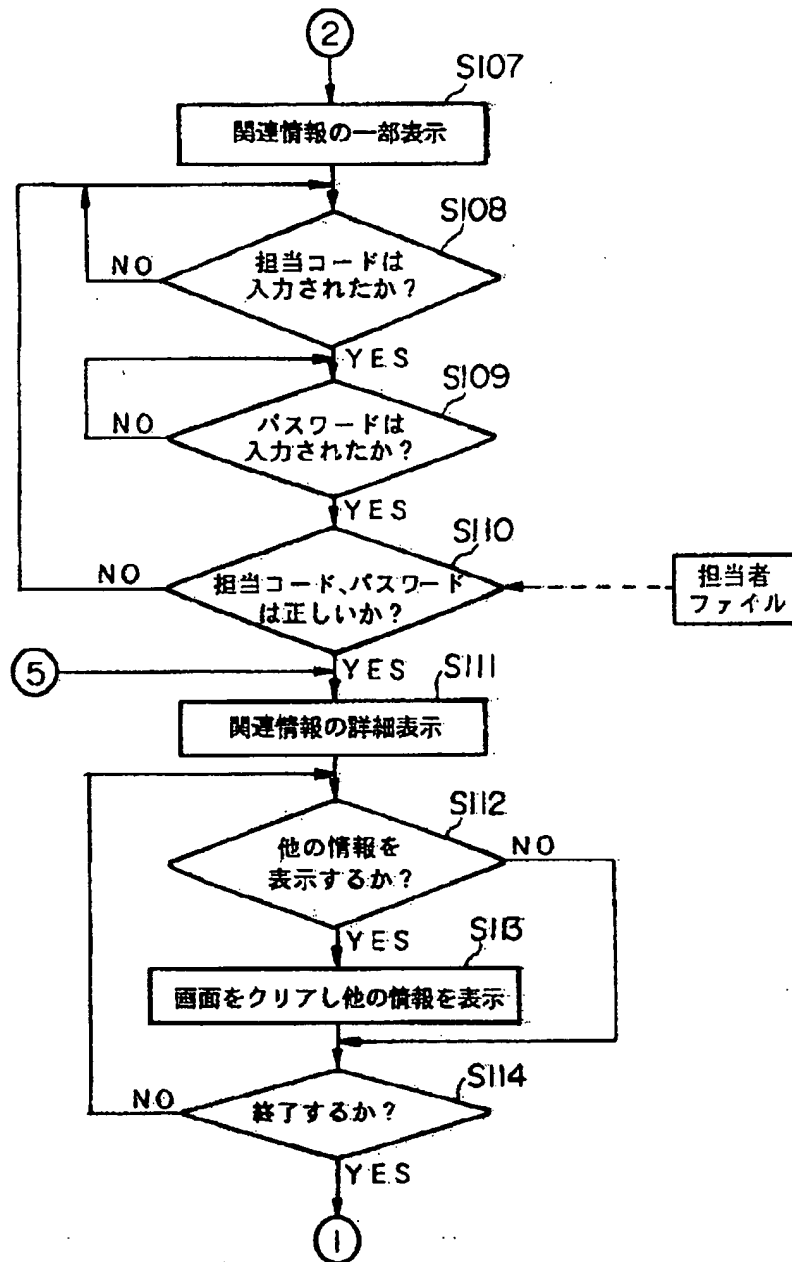 ②
S107
関連情報の一部表示
S108
担当コードは
入力されたか?
NO
YES
S109
パスワードは
入力されたか?
NO
YES
S110
担当コード、パスワード
は正しいか?
NO
担当者
ファイル
YES
⑤
S111
関連情報の詳細表示
S112
他の情報を
表示するか?
NO
YES
S113
画面をクリアし他の情報を表示
S114
終了するか?
NO
YES
①